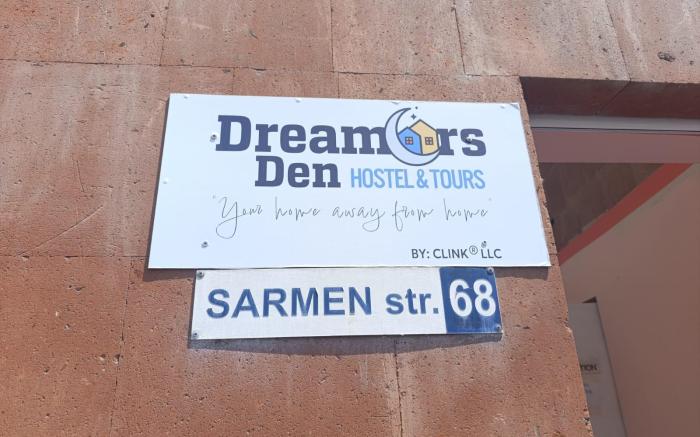 Dreamers
Den HOSTEL & TOURS
"Your home away from home"
BY: CLINK® LLC
SARMEN str. 68